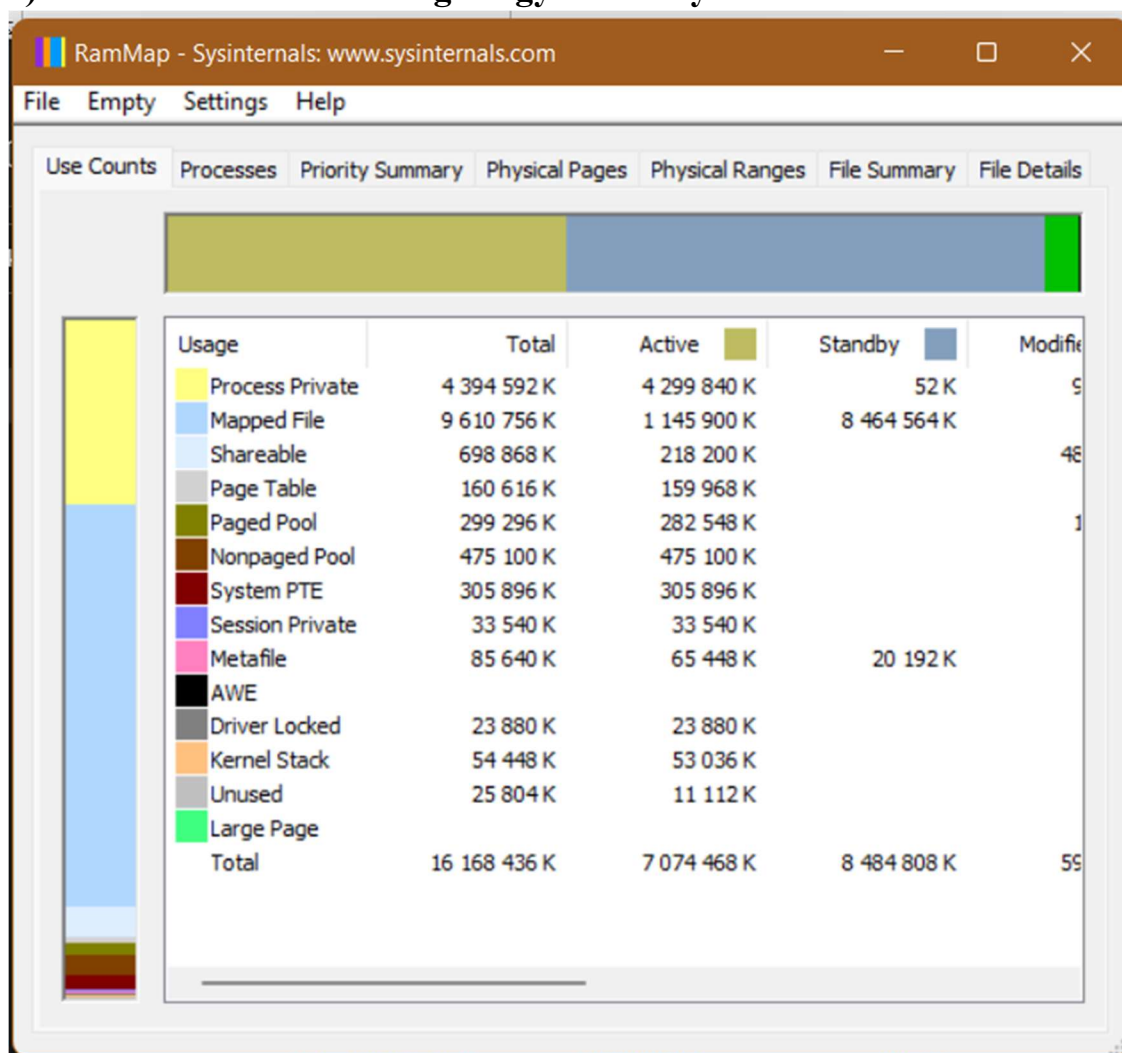 RamMap - Sysinternals: www.sysinternals.com
File Empty Settings Help
Use Counts Processes Priority Summary Physical Pages Physical Ranges File Summary File Details
Usage Total Active Standby
Process Private 4 394 592 K 4 299 840 K 52 K 9
Mapped File 9 610 756 K 1 145 900 K 8 464 564 K
Shareable 698 868 K 218 200 K 48
Page Table 160 616 K 159 968 K
Paged Pool 299 296 K 282 548 K 1
Nonpaged Pool 475 100 K 475 100 K
System PTE 305 896 K 305 896 K
Session Private 33 540 K 33 540 K
Metafile 85 640 K 65 448 K 20 192 K
AWE
Driver Locked 23 880 K 23 880 K
Kernel Stack 54 448 K 53 036 K
Unused 25 804 K 11 112 K
Large Page
Total 16 168 436 K 7 074 468 K 8 484 808 K 59